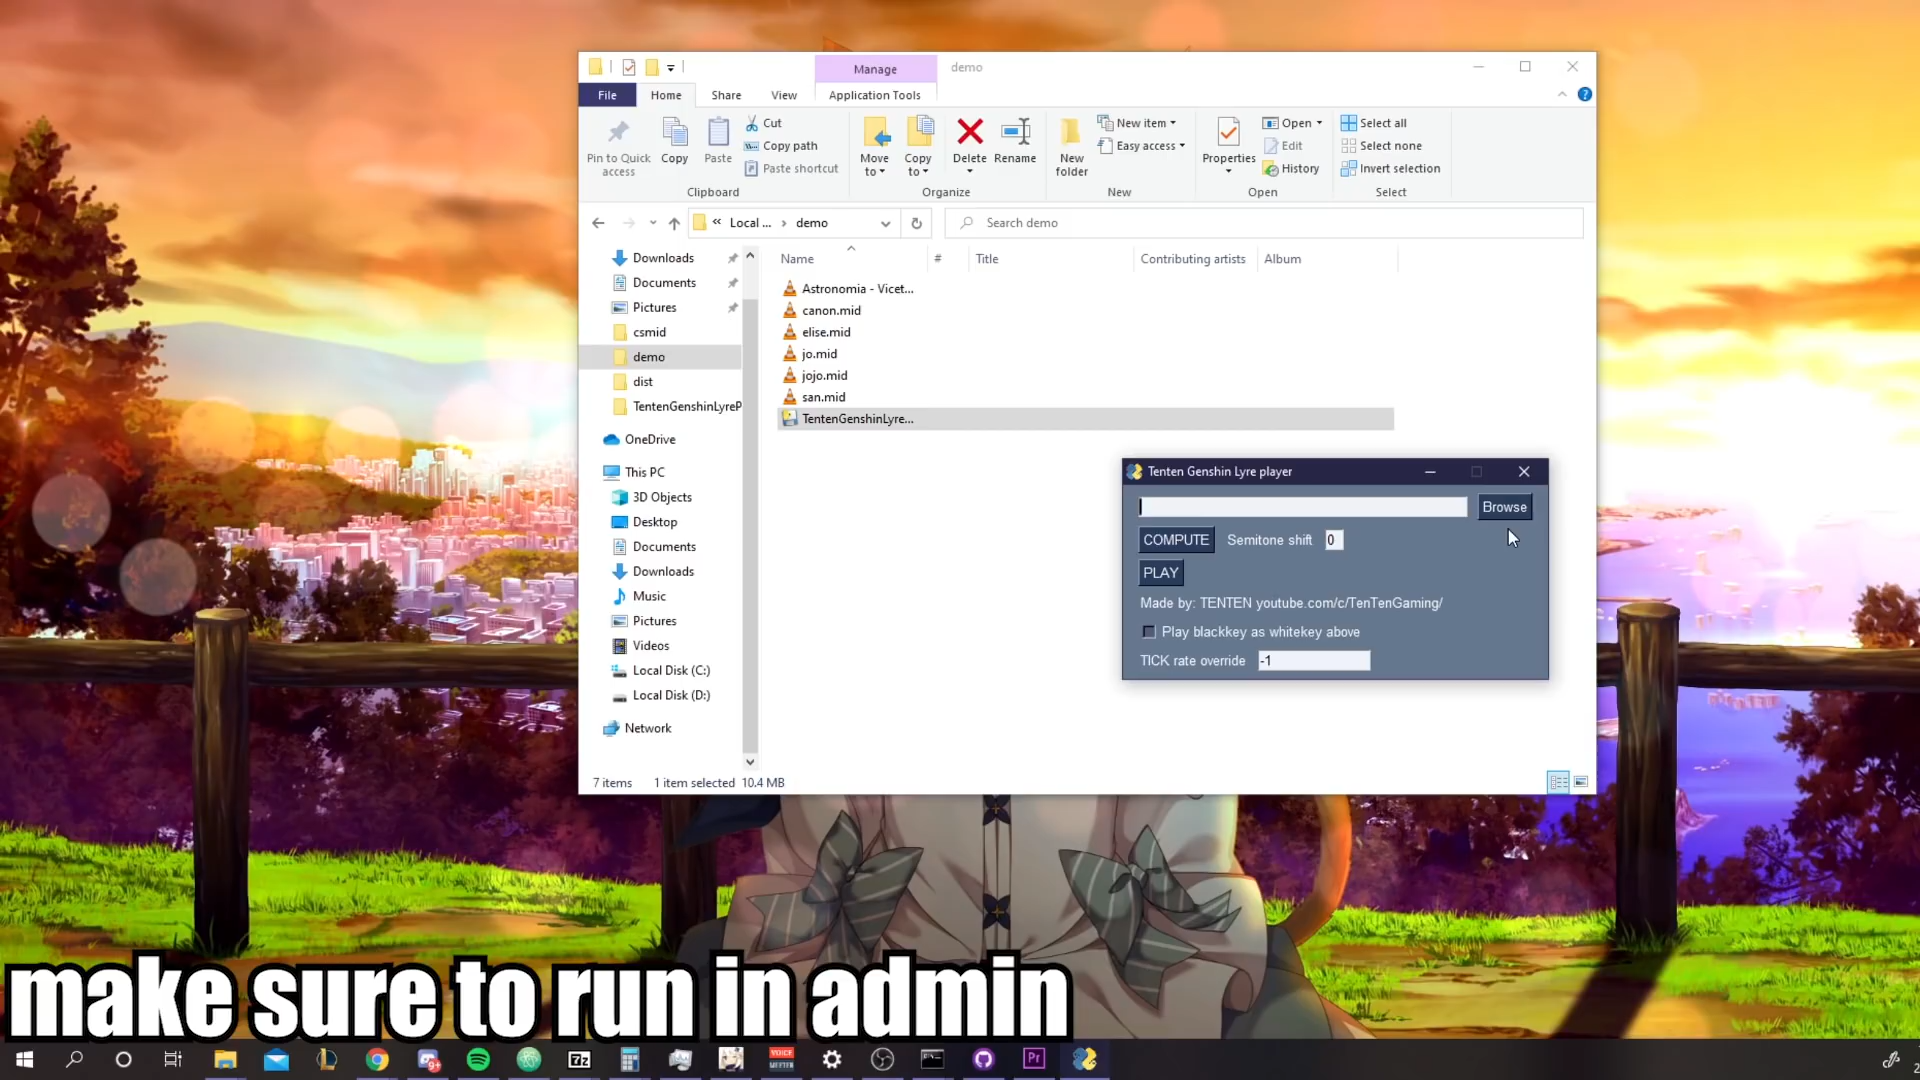 Manage
demo
File
Home
Share
View
Application Tools
Pin to Quick
access
Copy
Paste
Cut
Copy path
Paste shortcut
Clipboard
Move
to
Copy
to
Delete
Rename
Organize
New
folder
New item
Easy access
New
Properties
Open
Edit
History
Open
Select all
Select none
Invert selection
Select
Local ...
demo
Search demo
Downloads
Documents
Pictures
csmid
demo
dist
TentenGenshinLyreP
OneDrive
This PC
3D Objects
Desktop
Documents
Downloads
Music
Pictures
Videos
Local Disk (C:)
Local Disk (D:)
Network
Name
#
Title
Contributing artists
Album
Astronomia - Vicet...
canon.mid
elise.mid
jo.mid
jojo.mid
san.mid
TentenGenshinLyre...
7 items
1 item selected 10.4 MB
Tenten Genshin Lyre player
Browse
COMPUTE
Semitone shift
0
PLAY
Made by: TENTEN youtube.com/c/TenTenGaming/
Play blackkey as whitekey above
TICK rate override
-1
make sure to run in admin
9+
7z
VOICE
MEETER
Pr